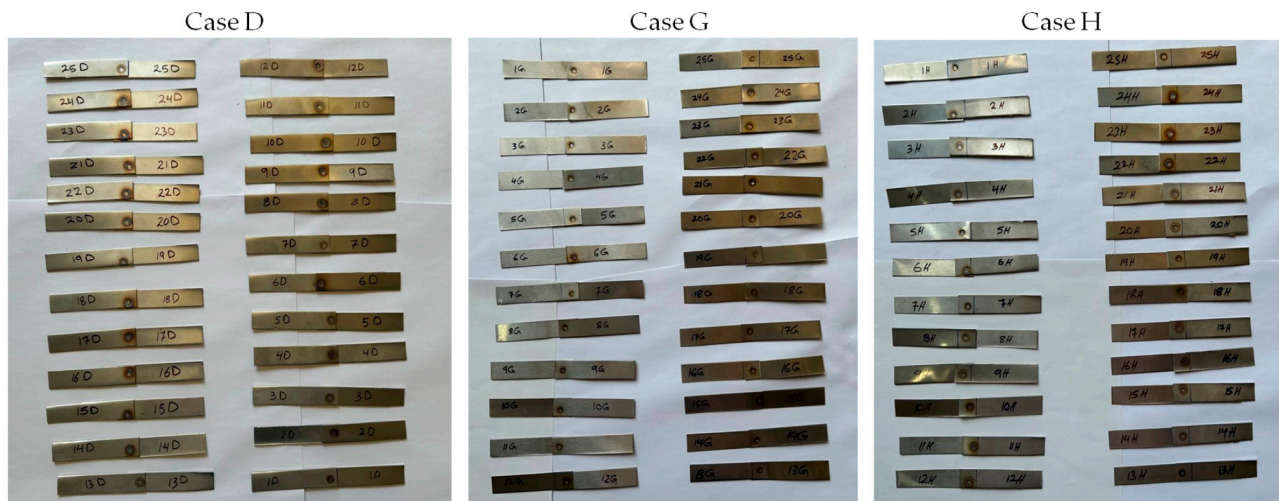 Case D
25D 25D
24D 24D
23D 23D
21D 21D
22D 22D
20D 20D
19D 19D
18D 18D
17D 17D
16D 16D
15D 15D
14D 14D
13D 13D
12D 12D
11D 11D
10D 10D
9D 9D
8D 8D
7D 7D
6D 6D
5D 5D
4D 4D
3D 3D
2D 2D
1D 1D
Case G
1G 1G
2G 2G
3G 3G
4G 4G
5G 5G
6G 6G
7G 7G
8G 8G
9G 9G
10G 10G
11G
12G 12G
25G 25G
24G 24G
23G 23G
22G 22G
21G
20G 20G
19G
18G 18G
17G 17G
16G 16G
15G
14G 14G
13G 13G
Case H
1H 1H
2H 2H
3H 3H
4H 4H
5H 5H
6H 6H
7H 7H
8H 8H
9H
10H 10H
11H 11H
12H 12H
25H 25H
24H 24H
23H 23H
22H 22H
21H 21H
20H 20H
19H 19H
18H 18H
17H 17H
16H 16H
15H 15H
14H 14H
13H 13H